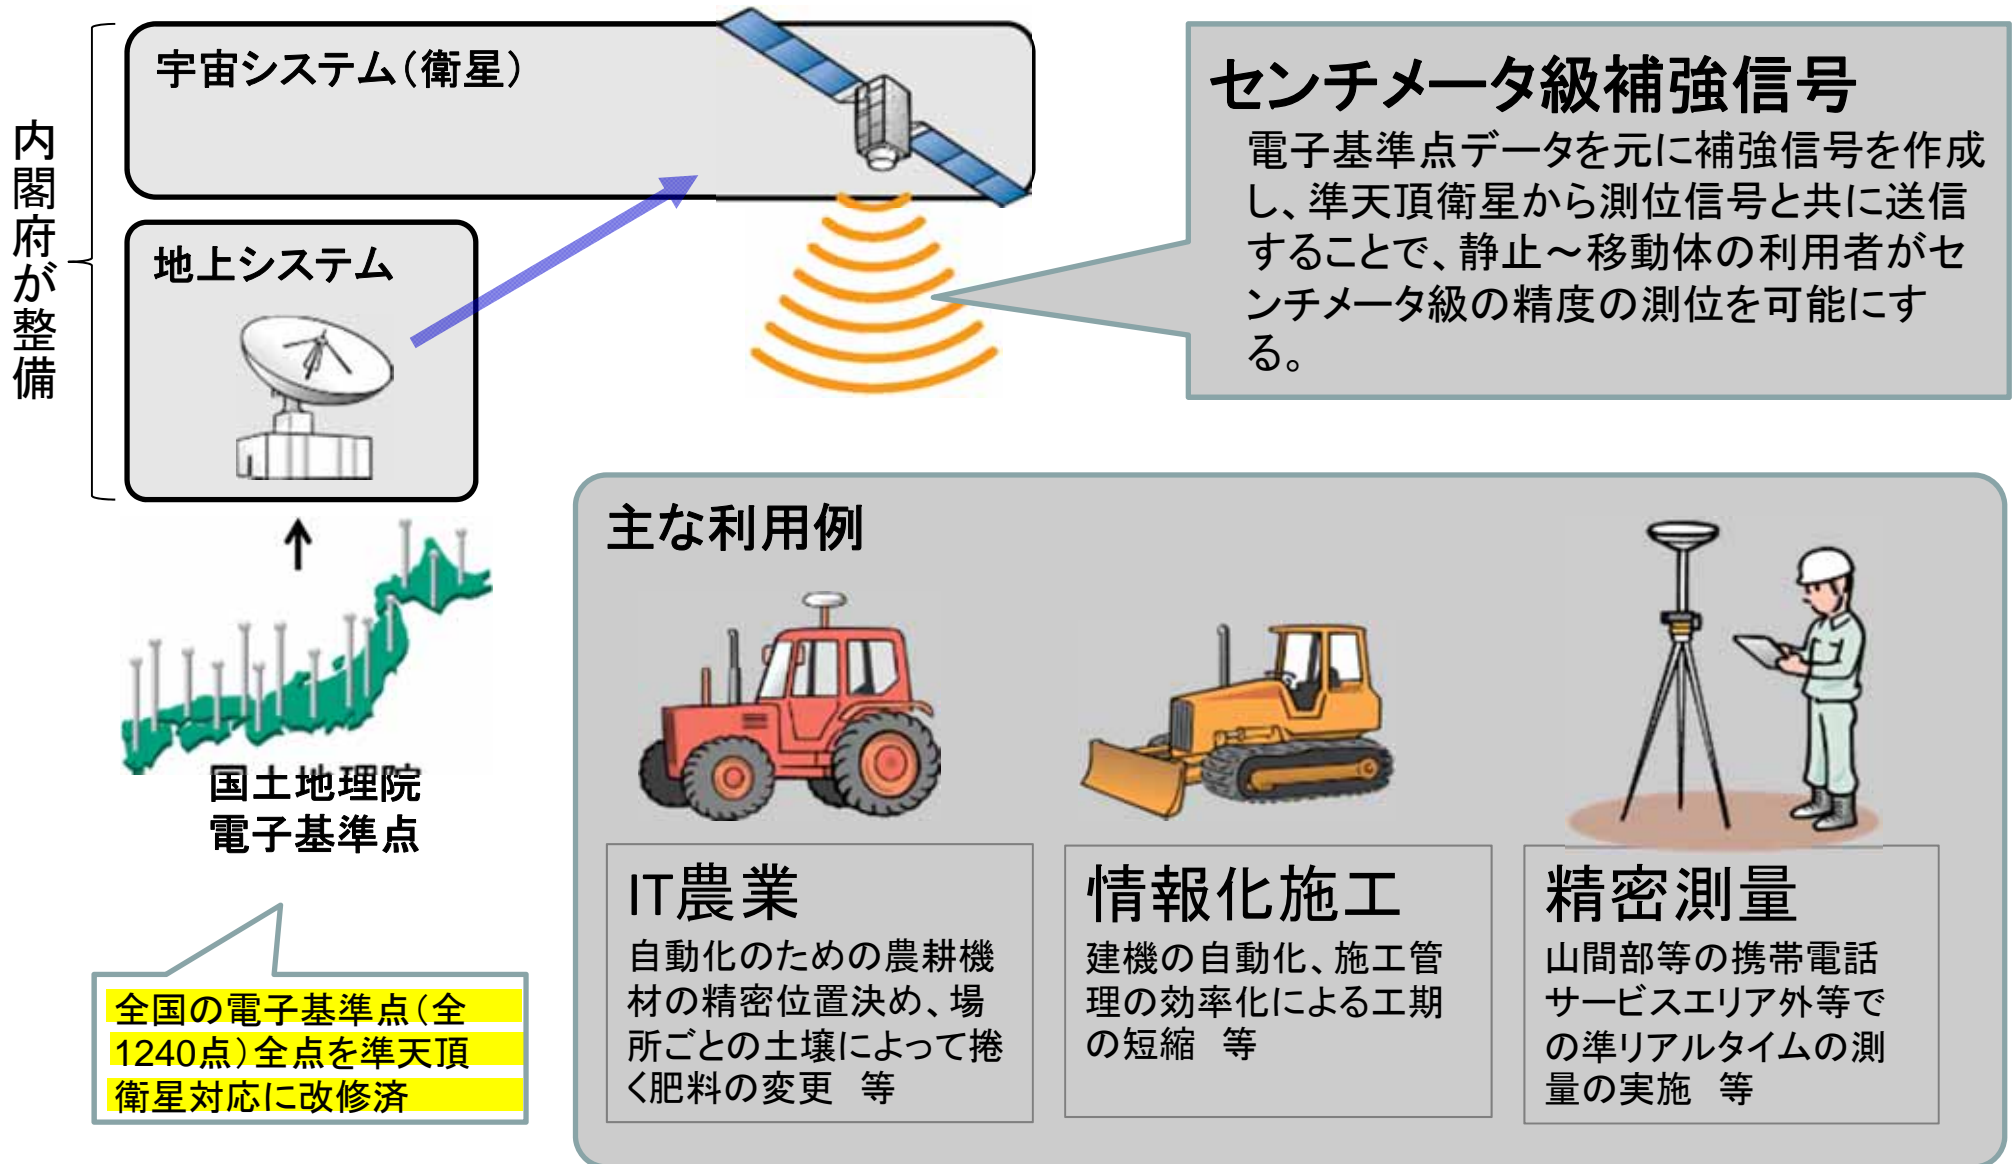 内閣府が整備
宇宙システム（衛星）
地上システム
センチメータ級補強信号
電子基準点データを元に補強信号を作成
し、準天頂衛星から測位信号と共に送信
することで、静止～移動体の利用者がセ
ンチメータ級の精度の測位を可能にす
る。
国土地理院
電子基準点
全国の電子基準点（全
1240点）全点を準天頂
衛星対応に改修済
主な利用例
IT農業
自動化のための農耕機
材の精密位置決め、場
所ごとの土壌によって捲
く肥料の変更　等
情報化施工
建機の自動化、施工管
理の効率化による工期
の短縮　等
精密測量
山間部等の携帯電話
サービスエリア外等で
の準リアルタイムの測
量の実施　等